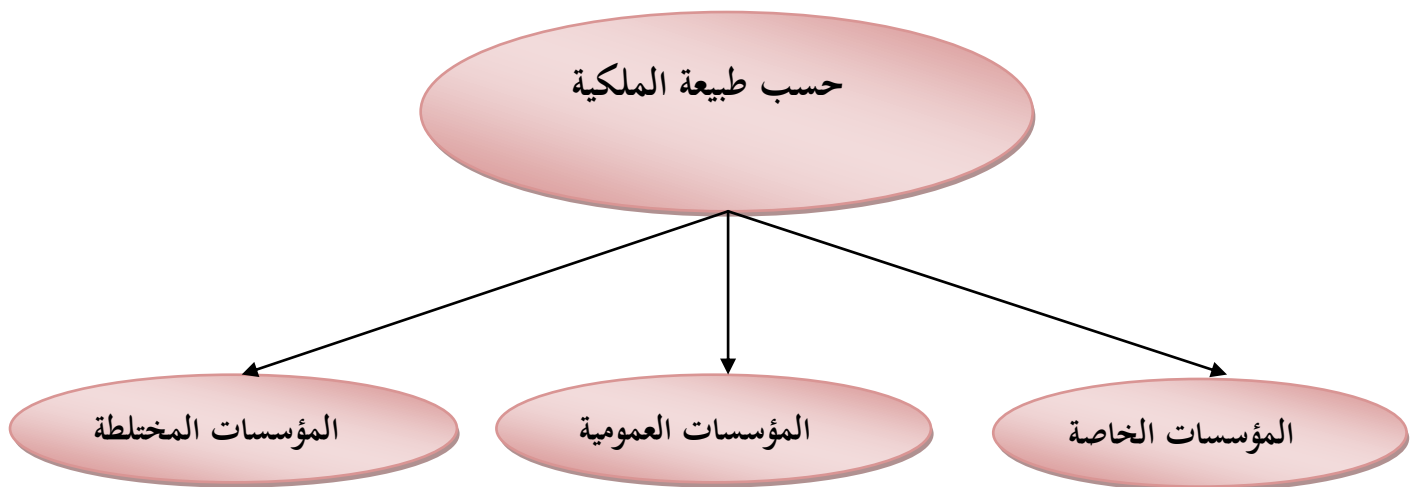 حسب طبيعة الملكية
المؤسسات الخاصة
المؤسسات العمومية
المؤسسات المختلطة